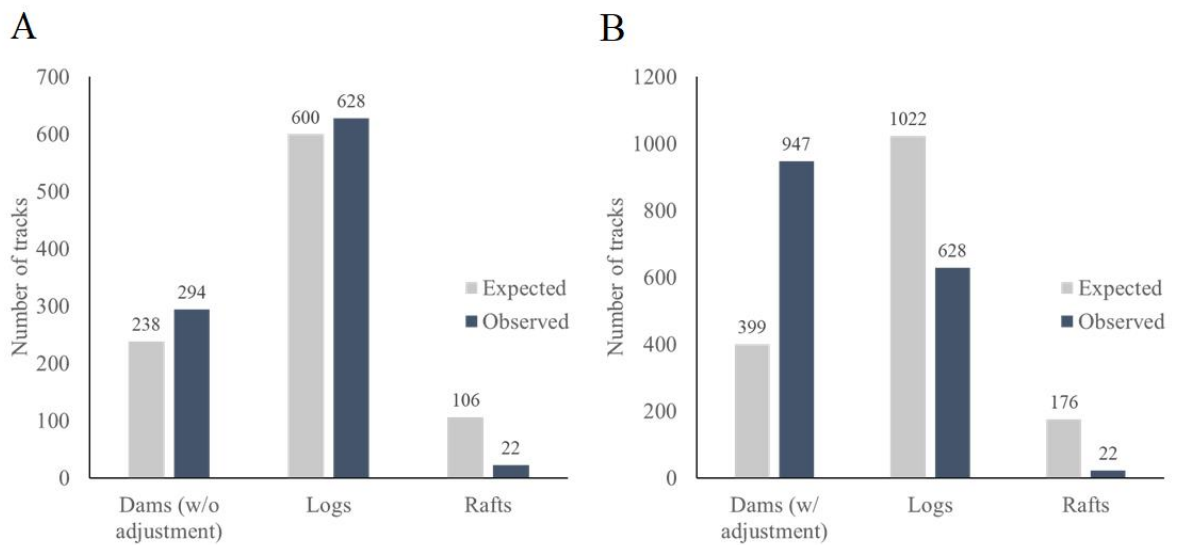 A
Number of tracks
700
600
500
400
300
200
100
0
238
294
600
628
106
22
Dams (w/o
adjustment)
Logs
Rafts
Expected
Observed
B
Number of tracks
1200
1000
800
600
400
200
0
399
947
1022
628
176
22
Dams (w/
adjustment)
Logs
Rafts
Expected
Observed